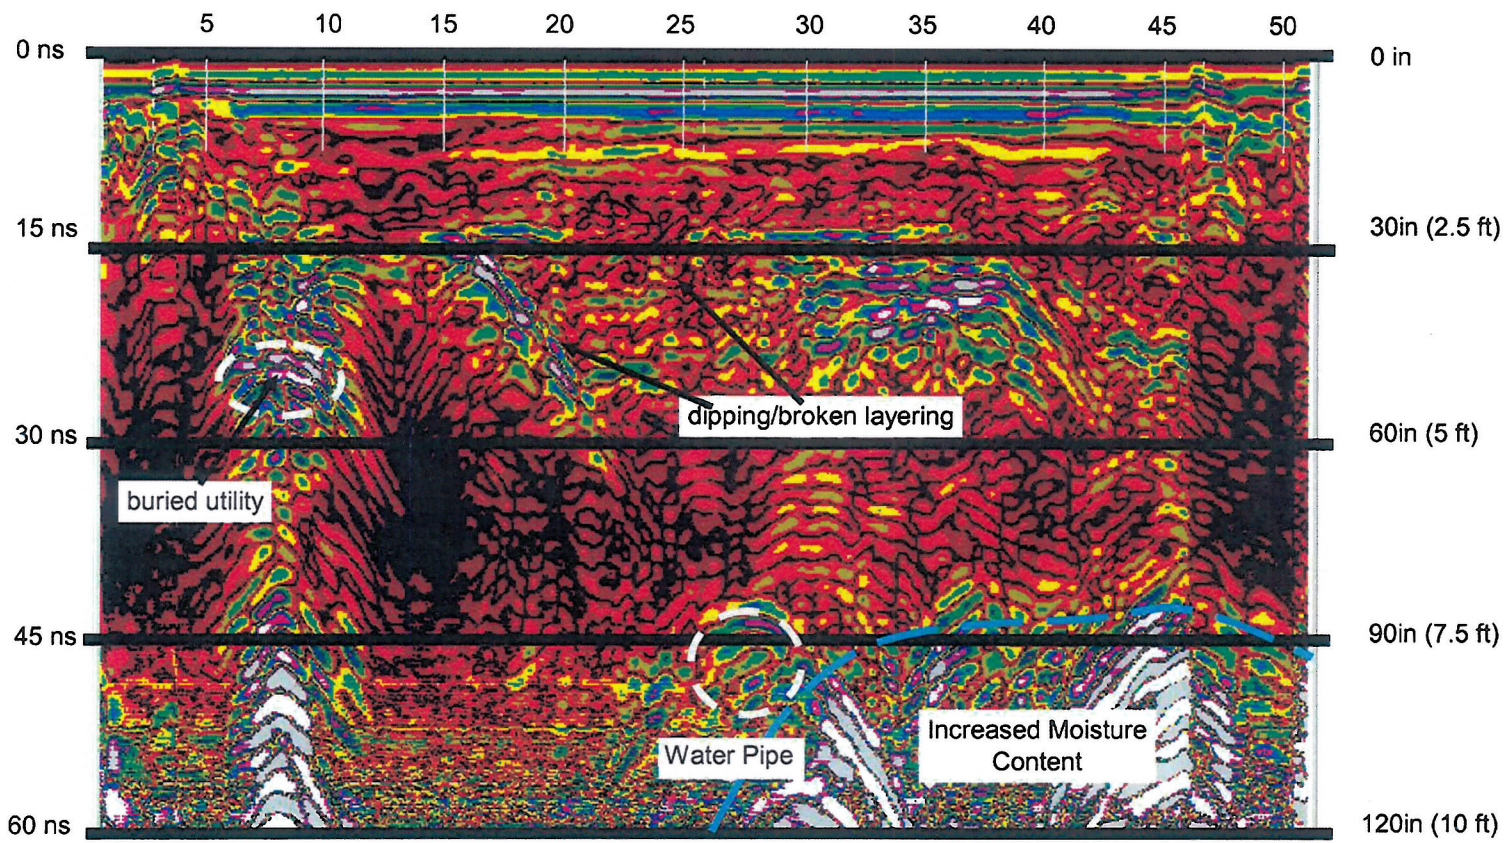 5 10 15 20 25 30 35 40 45 50
0 ns
0 in
15 ns
30in (2.5 ft)
dipping/broken layering
30 ns
60in (5 ft)
buried utility
45 ns
90in (7.5 ft)
Increased Moisture
Content
Water Pipe
60 ns
120in (10 ft)